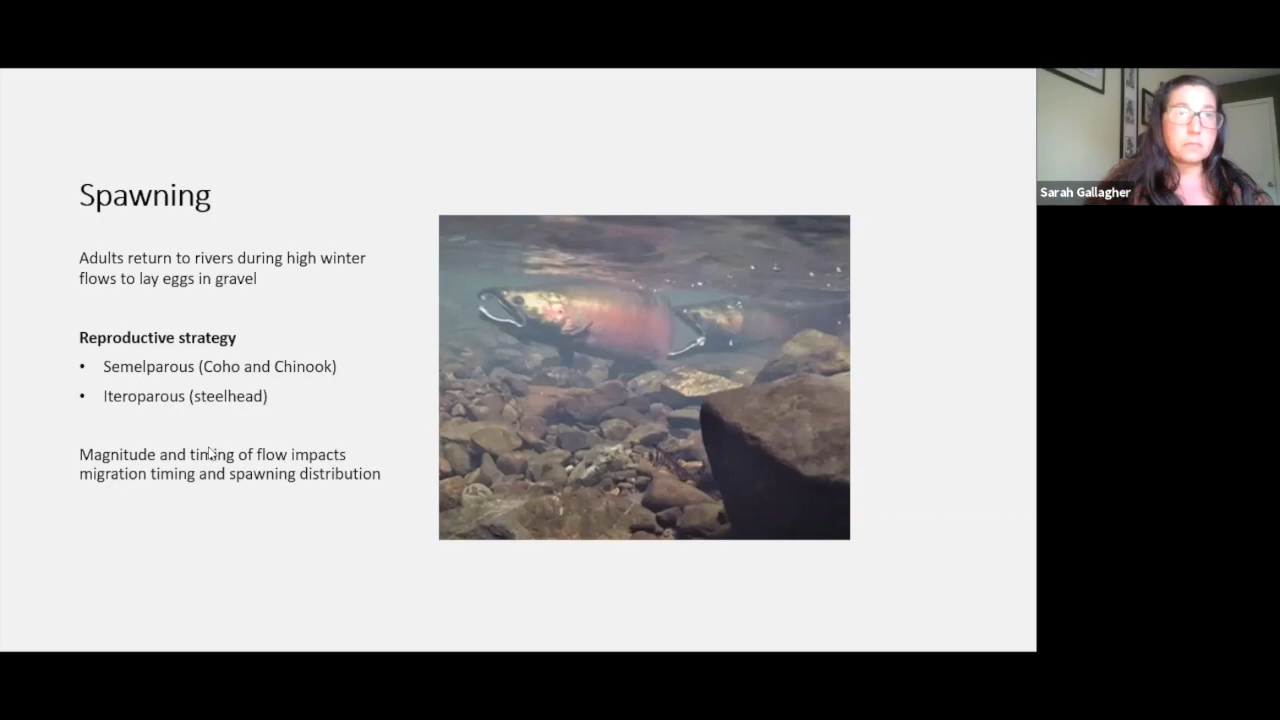 Spawning
Adults return to rivers during high winter
flows to lay eggs in gravel
Reproductive strategy
• Semelparous (Coho and Chinook)
• Iteroparous (steelhead)
Magnitude and timing of flow impacts
migration timing and spawning distribution
Sarah Gallagher